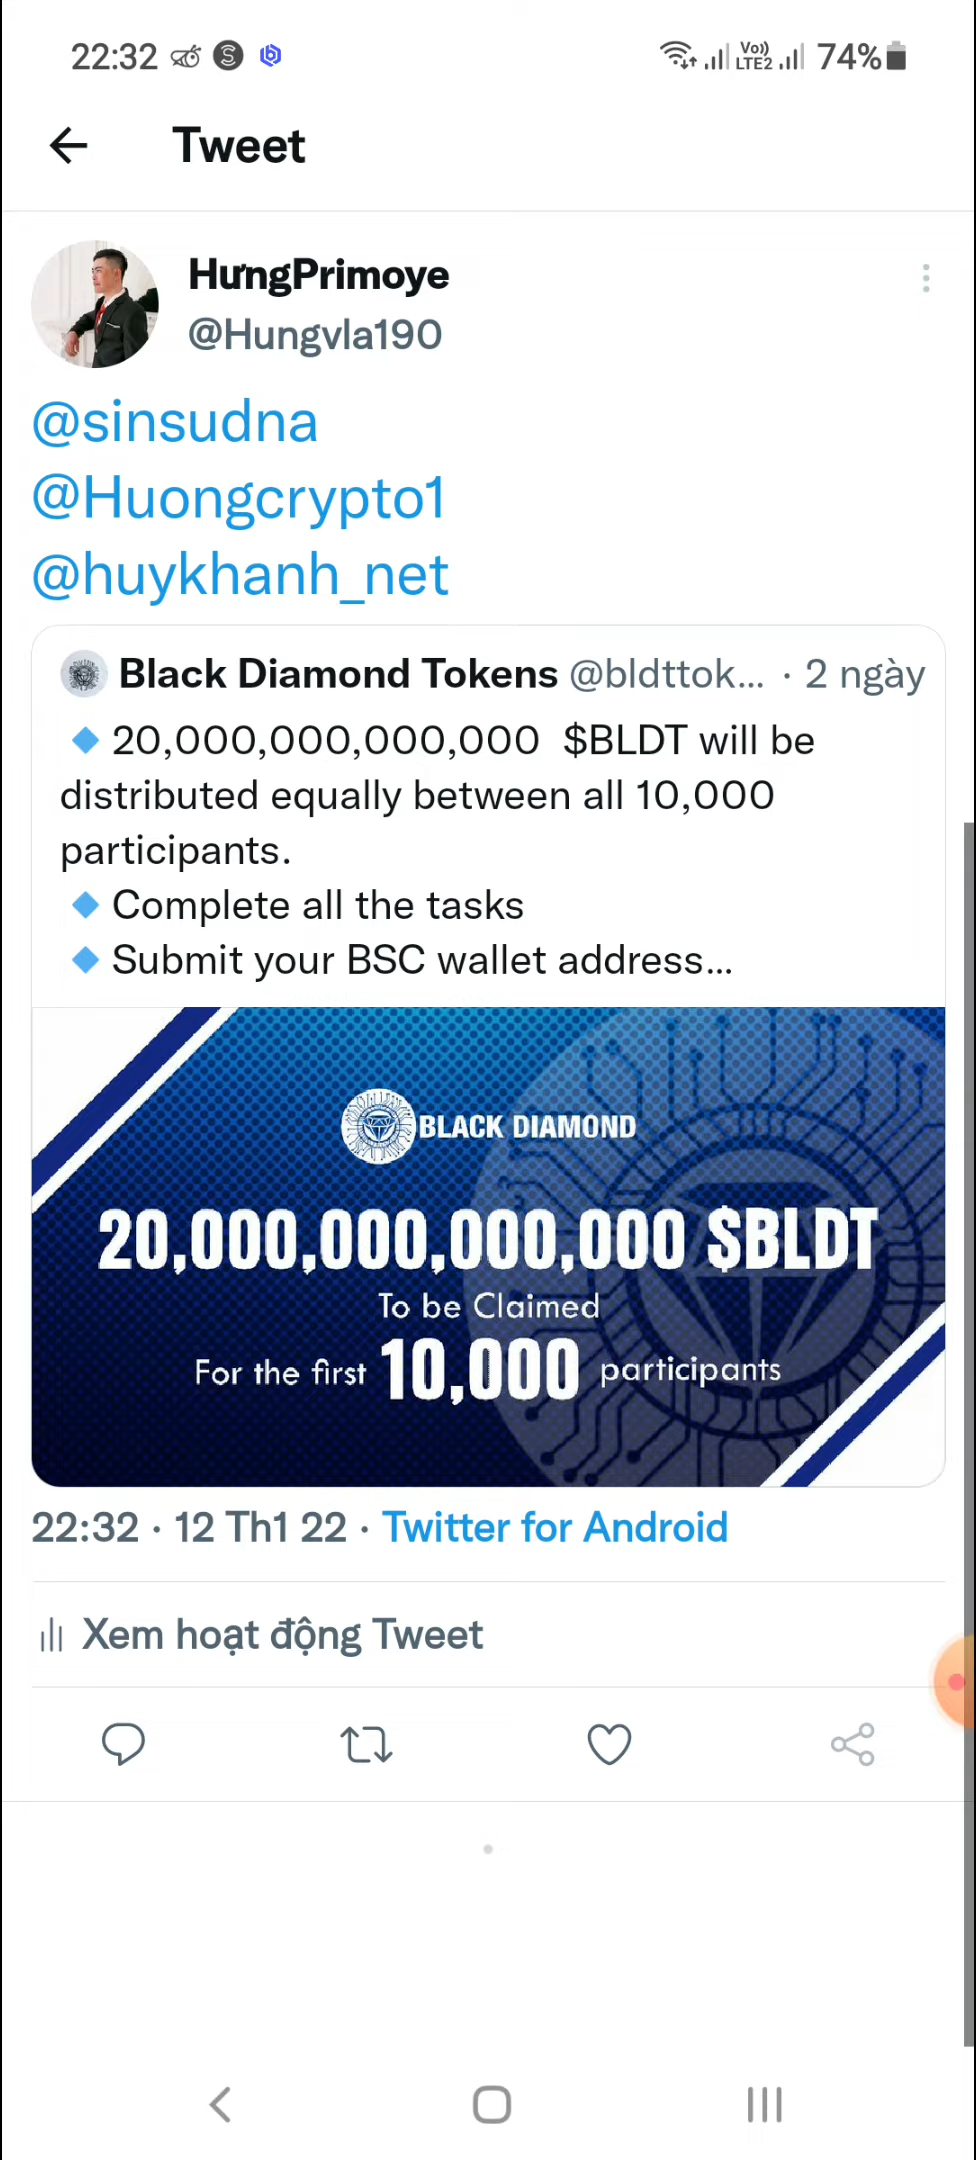 22:32 Vo)) LTE2 74%
Tweet
HưngPrimoye
@Hungvla190
@sinsudna
@Huongcrypto1
@huykhanh_net
Black Diamond Tokens @bldttok... · 2 ngày
🔹 20,000,000,000,000 $BLDT will be
distributed equally between all 10,000
participants.
🔹 Complete all the tasks
🔹 Submit your BSC wallet address...
BLACK DIAMOND
20,000,000,000,000 $BLDT
To be Claimed
For the first 10,000 participants
22:32 · 12 Th1 22 · Twitter for Android
Xem hoạt động Tweet